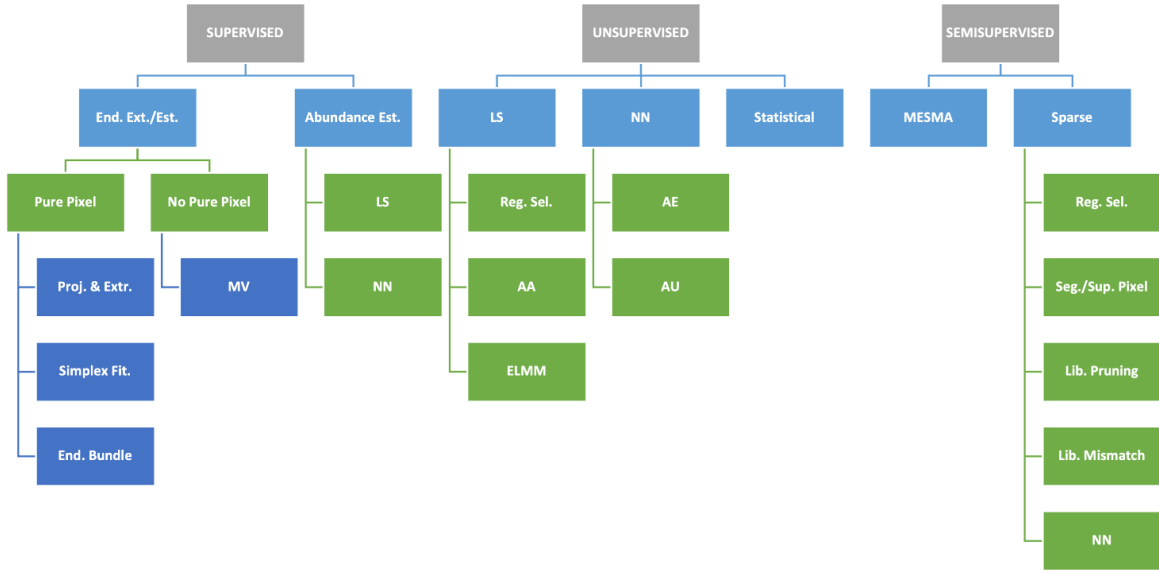 SUPERVISED
UNSUPERVISED
SEMISUPERVISED
End. Ext./Est.
Abundance Est.
LS
NN
Statistical
MESMA
Sparse
Pure Pixel
No Pure Pixel
LS
Reg. Sel.
AE
Reg. Sel.
Proj. & Extr.
MV
NN
AA
AU
Seg./Sup. Pixel
Simplex Fit.
ELMM
Lib. Pruning
End. Bundle
Lib. Mismatch
NN